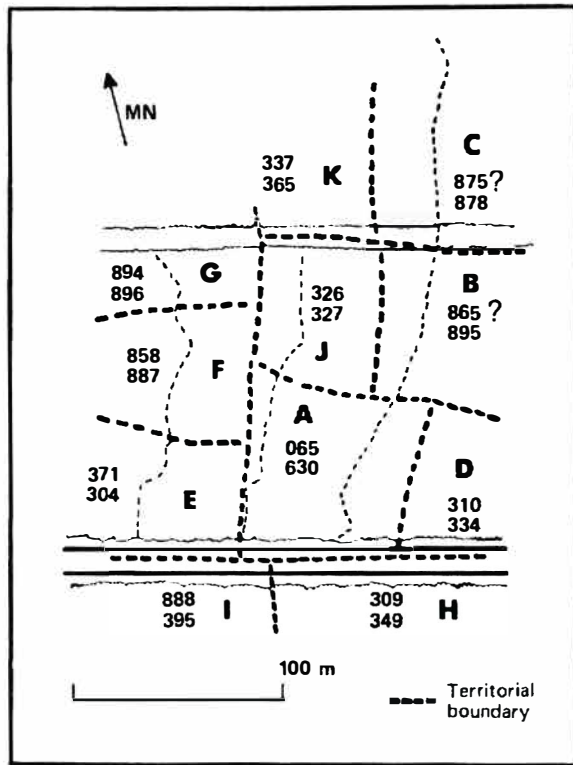 MN
C
875?
878
337
365
K
G
894
896
B
865?
895
326
327
J
858
887
F
A
065
630
371
304
E
D
310
334
888
395
I
309
349
H
100 m
Territorial
boundary